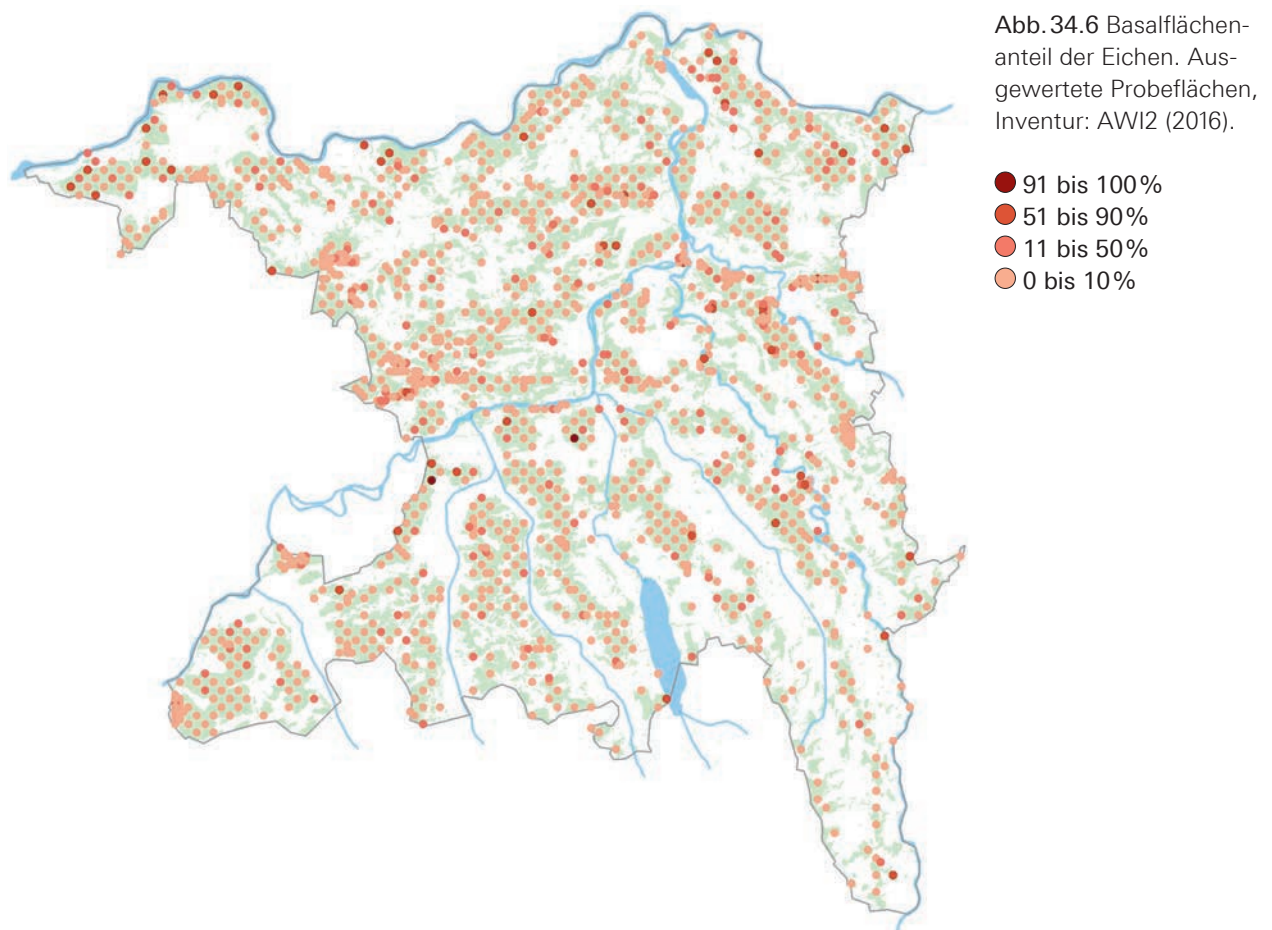 Abb. 34.6 Basalflächen-
anteil der Eichen. Aus-
gewertete Probeflächen,
Inventur: AWI2 (2016).
91 bis 100%
51 bis 90%
11 bis 50%
0 bis 10%